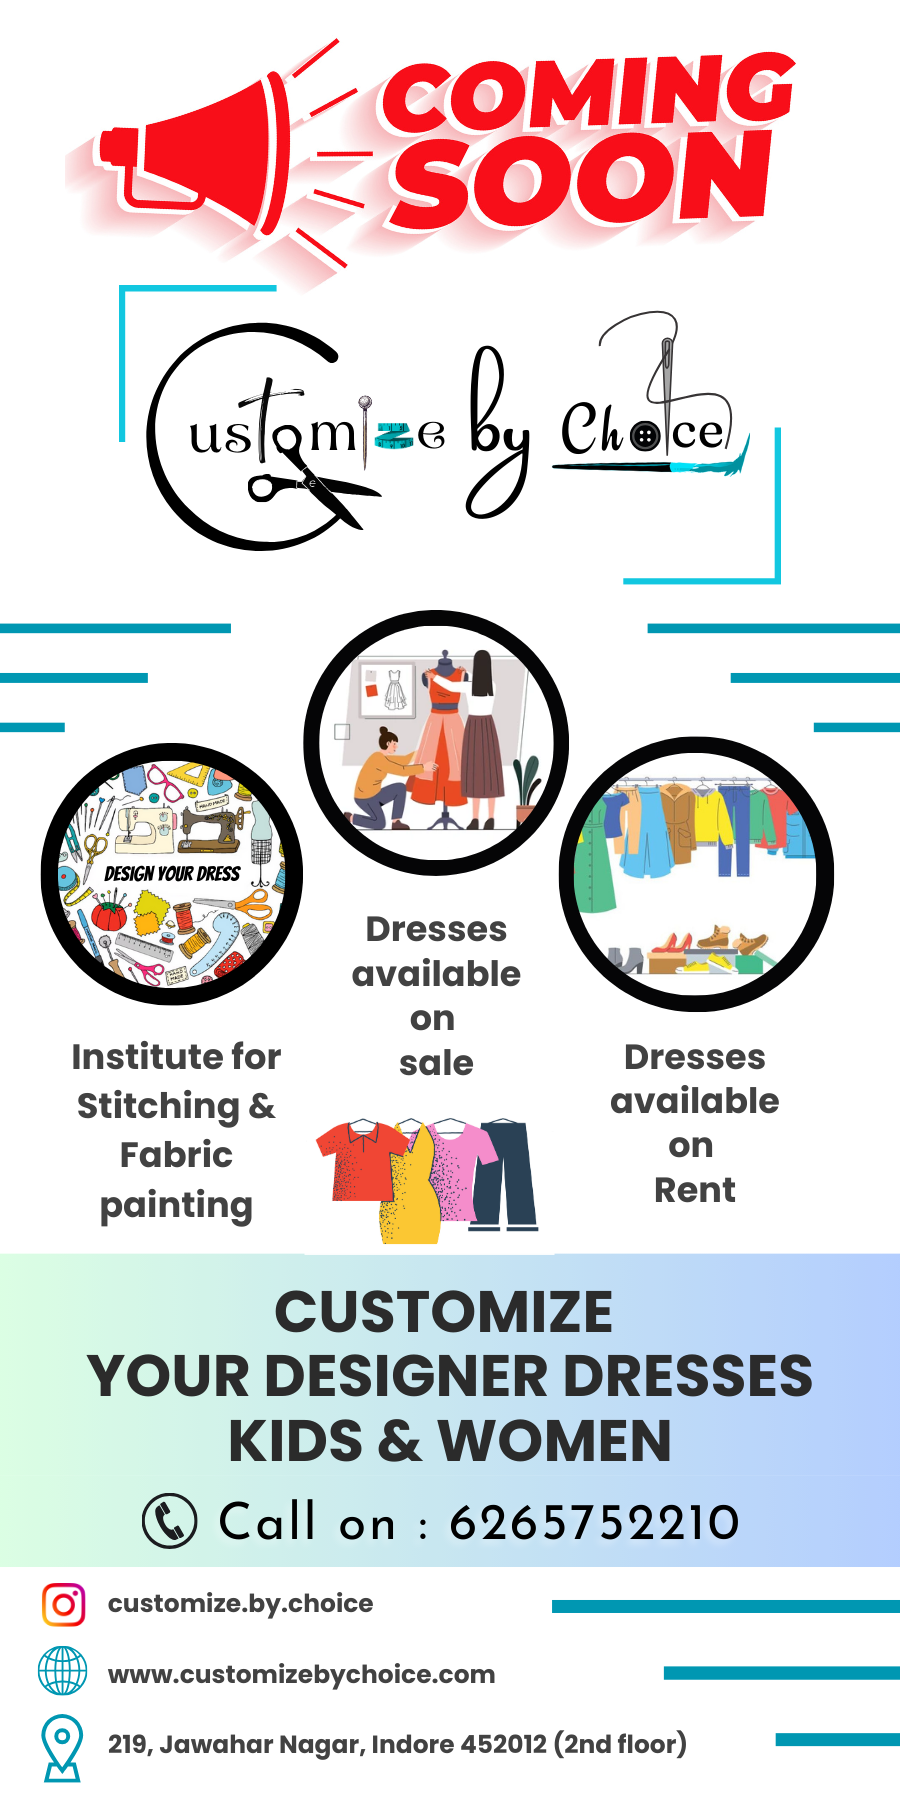 COMING
SOON
Customize by Choice
DESIGN YOUR DRESS
Dresses
available
on
sale
Institute for
Stitching &
Fabric
painting
Dresses
available
on
Rent
CUSTOMIZE
YOUR DESIGNER DRESSES
KIDS & WOMEN
Call on : 6265752210
customize.by.choice
www.customizebychoice.com
219, Jawahar Nagar, Indore 452012 (2nd floor)